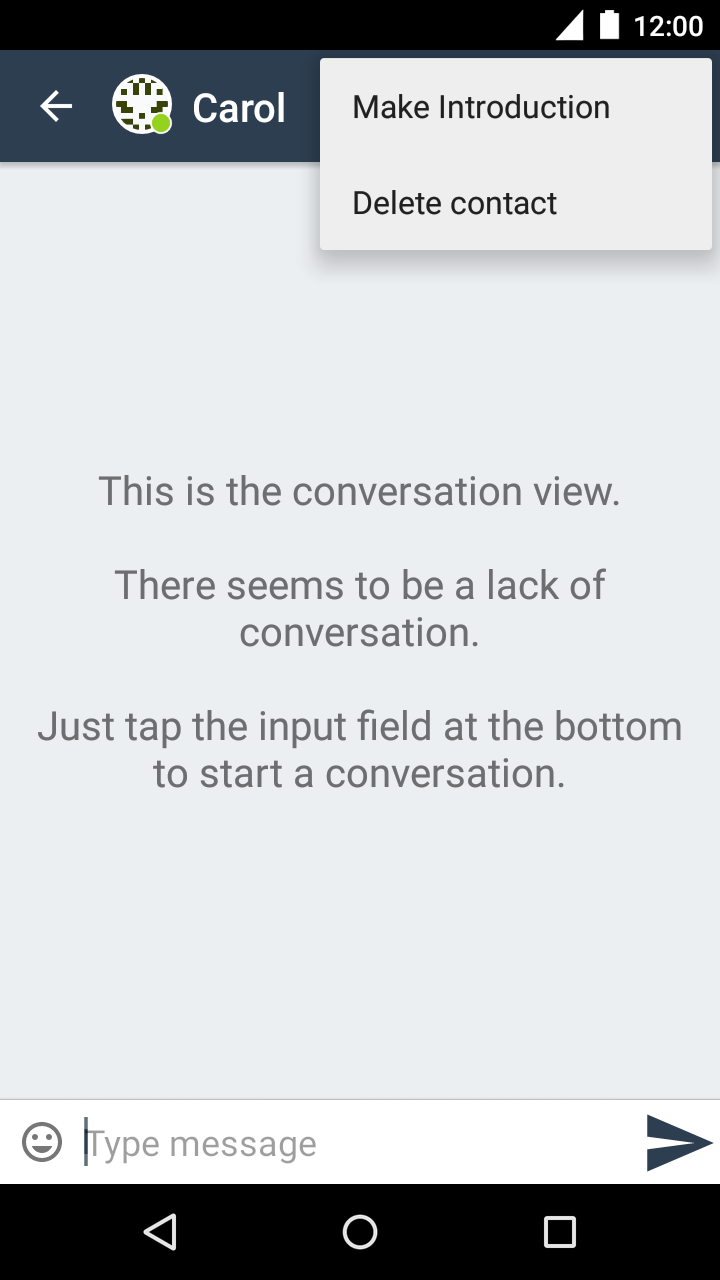 12:00
Carol
Make Introduction
Delete contact
This is the conversation view.
There seems to be a lack of
conversation.
Just tap the input field at the bottom
to start a conversation.
Type message